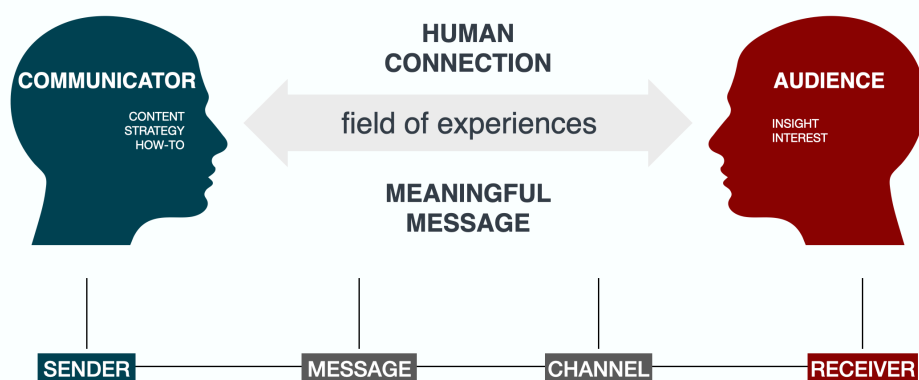 HUMAN
CONNECTION
COMMUNICATOR
CONTENT
STRATEGY
HOW-TO
field of experiences
AUDIENCE
INSIGHT
INTEREST
MEANINGFUL
MESSAGE
SENDER
MESSAGE
CHANNEL
RECEIVER